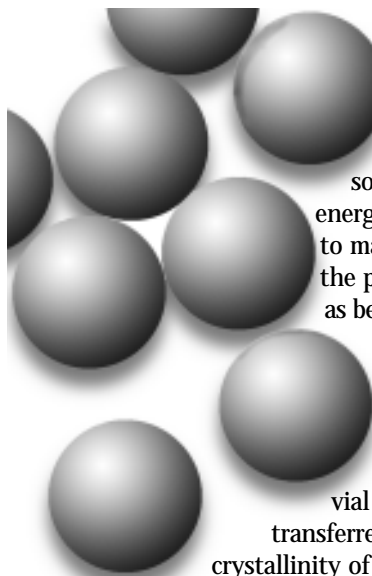 so
energ
to ma
the p
as be
vial
transferre
crystallinity of